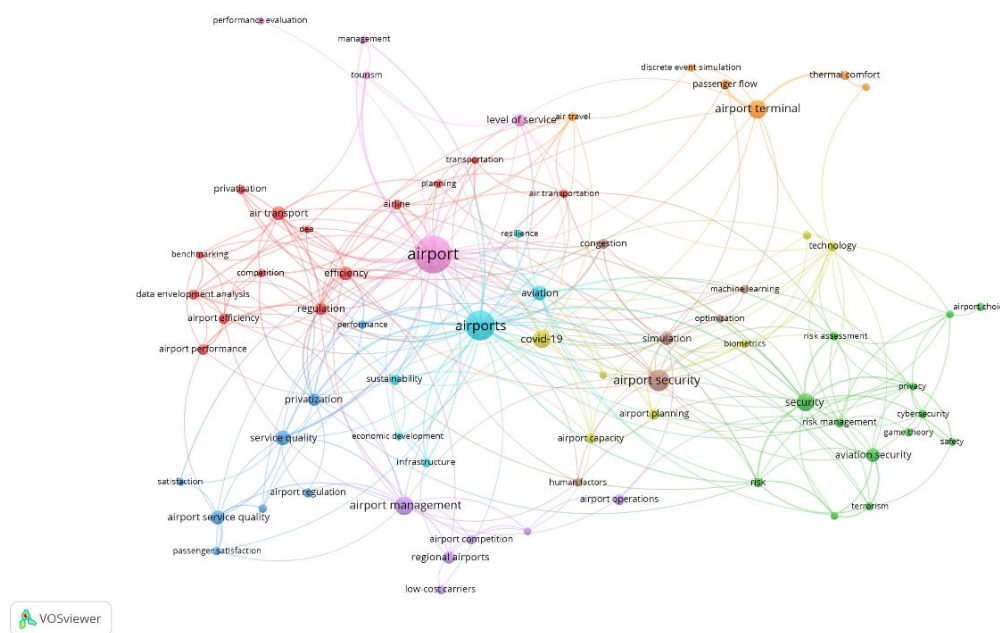 performance evaluation
management
tourism
discrete event simulation
passenger flow
thermal comfort
airport terminal
level of service
air travel
transportation
planning
air transportation
privatisation
airline
air transport
dea
resilience
congestion
technology
benchmarking
airport
competition
efficiency
data envelopment analysis
aviation
machine learning
regulation
airport choi
airport efficiency
performance
airports
optimization
covid-19
simulation
biometrics
risk assessment
airport performance
sustainability
airport security
privacy
privatization
security
airport planning
cybersecurity
risk management
game theory
service quality
economic development
airport capacity
safety
aviation security
infrastructure
satisfaction
human factors
risk
airport regulation
airport operations
airport management
terrorism
airport service quality
airport competition
passenger satisfaction
regional airports
low-cost carriers
VOSviewer